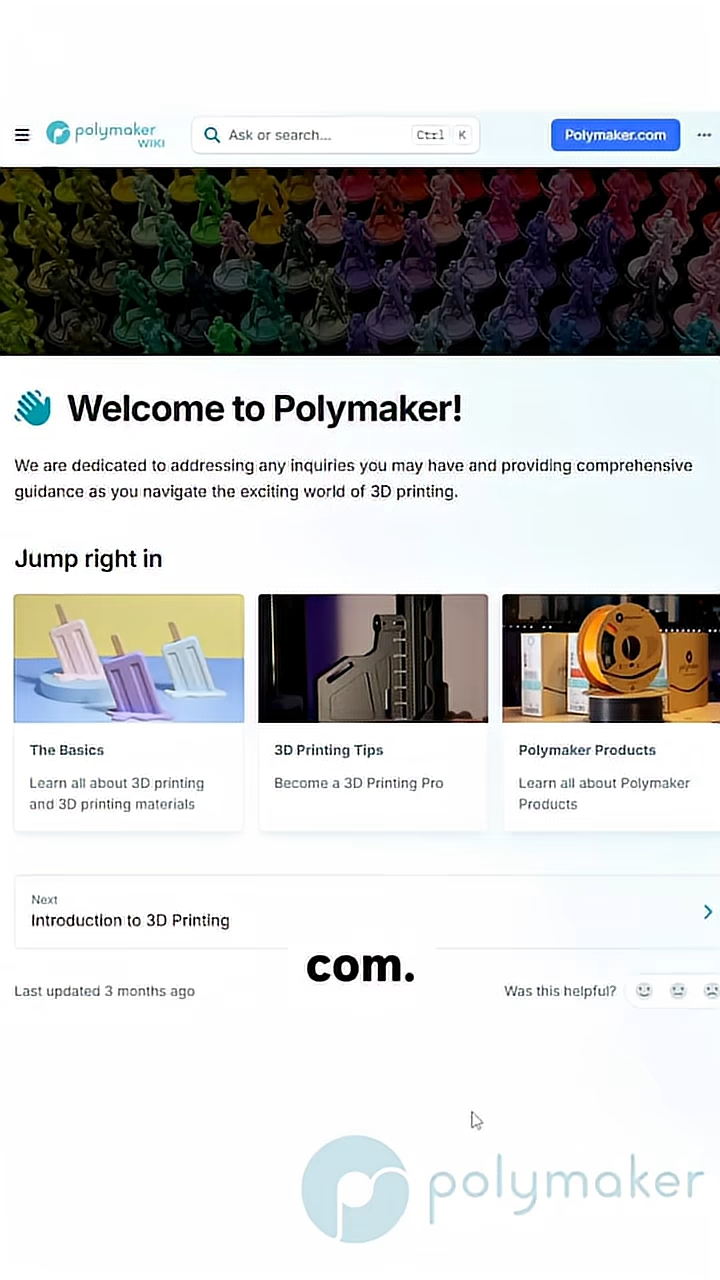 polymaker
WIKI
Ask or search...
Ctrl K
Polymaker.com
Welcome to Polymaker!
We are dedicated to addressing any inquiries you may have and providing comprehensive
guidance as you navigate the exciting world of 3D printing.
Jump right in
The Basics
Learn all about 3D printing
and 3D printing materials
3D Printing Tips
Become a 3D Printing Pro
polymaker
Polymaker Products
Learn all about Polymaker
Products
Next
Introduction to 3D Printing
com.
Last updated 3 months ago
Was this helpful?
polymaker